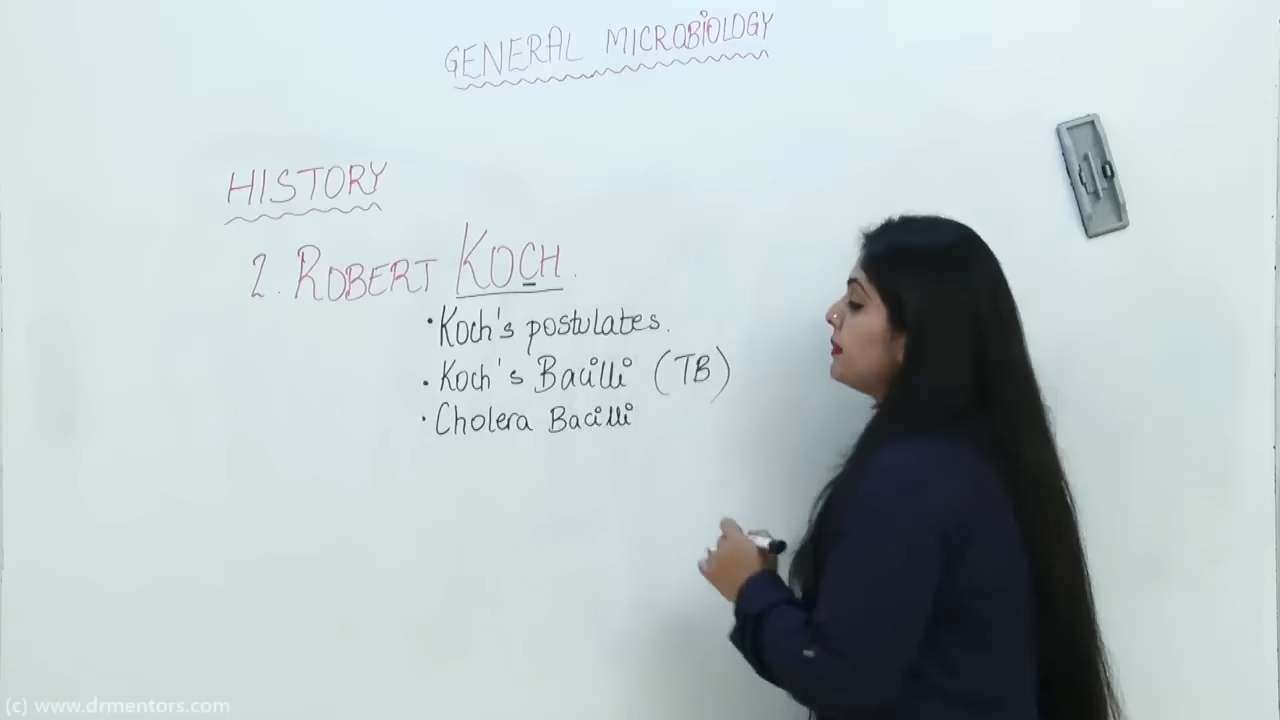 GENERAL MICROBiOLOGY
HISTORY
2. ROBERT KOCH.
• Koch's postulates.
• Koch's Bacilli (TB)
• Cholera Bacilli
(c) www.drmentors.com